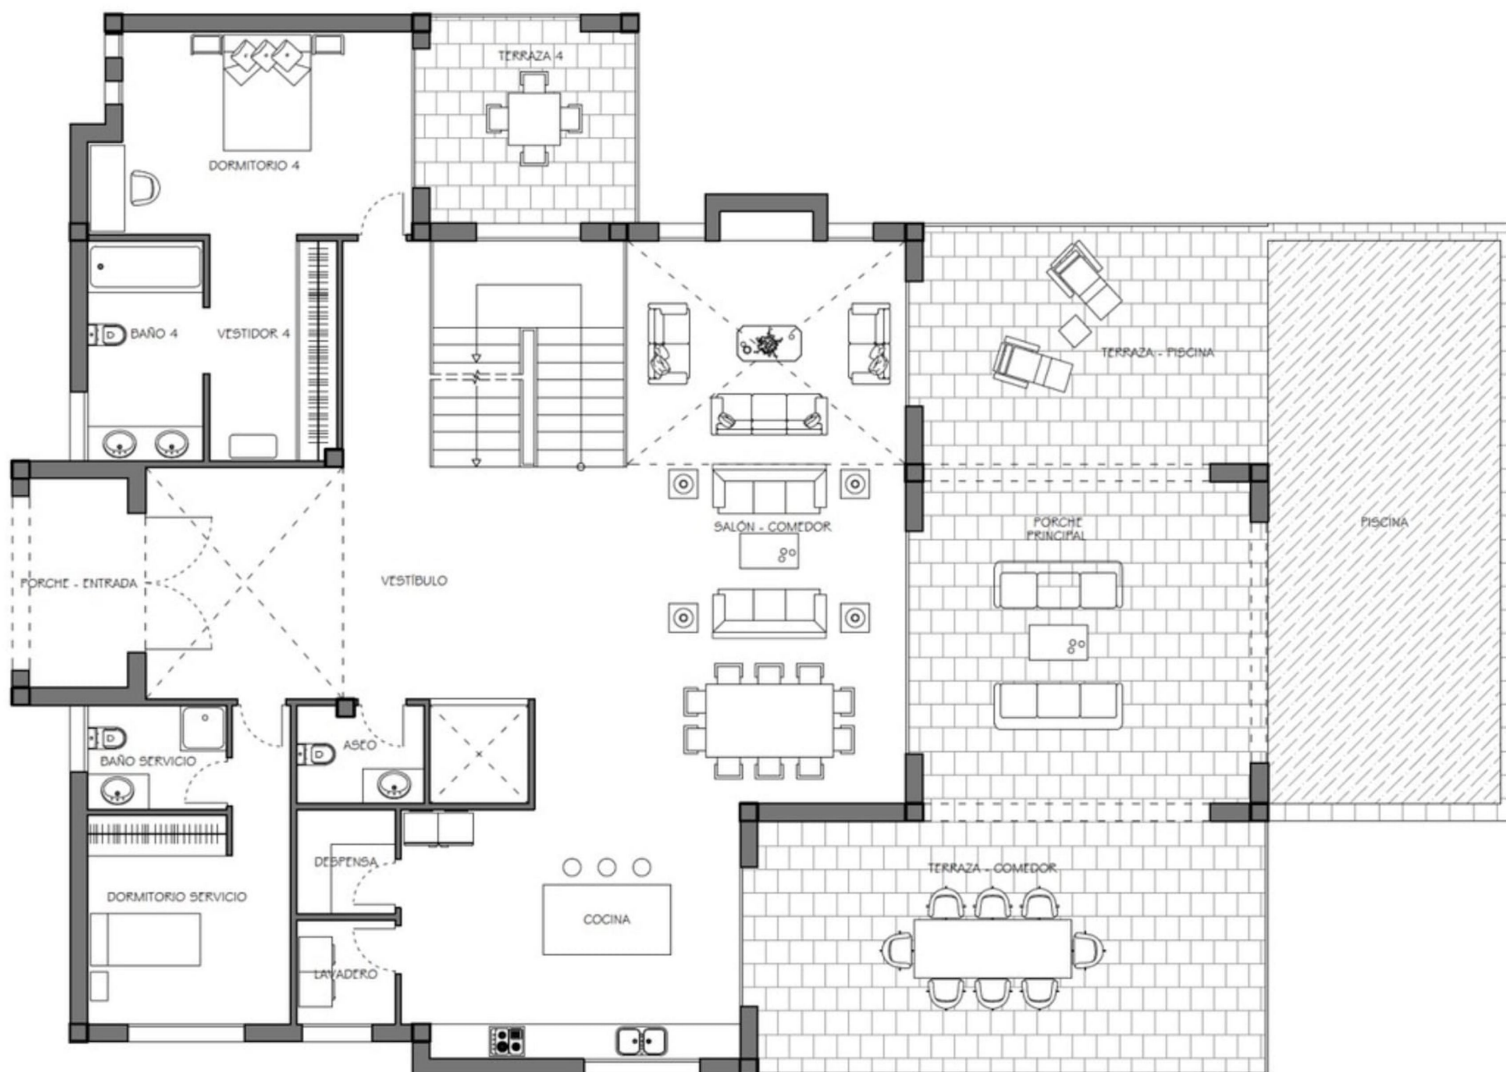 TERRAZA 4
DORMITORIO 4
BAÑO 4
VESTIDOR 4
TERRAZA - PISCINA
SALÓN - COMEDOR
PORCHE
PRINCIPAL
PISCINA
PORCHE - ENTRADA
VESTÍBULO
ASEO
BAÑO SERVICIO
DESPENSA
TERRAZA - COMEDOR
DORMITORIO SERVICIO
COCINA
LAVADERO